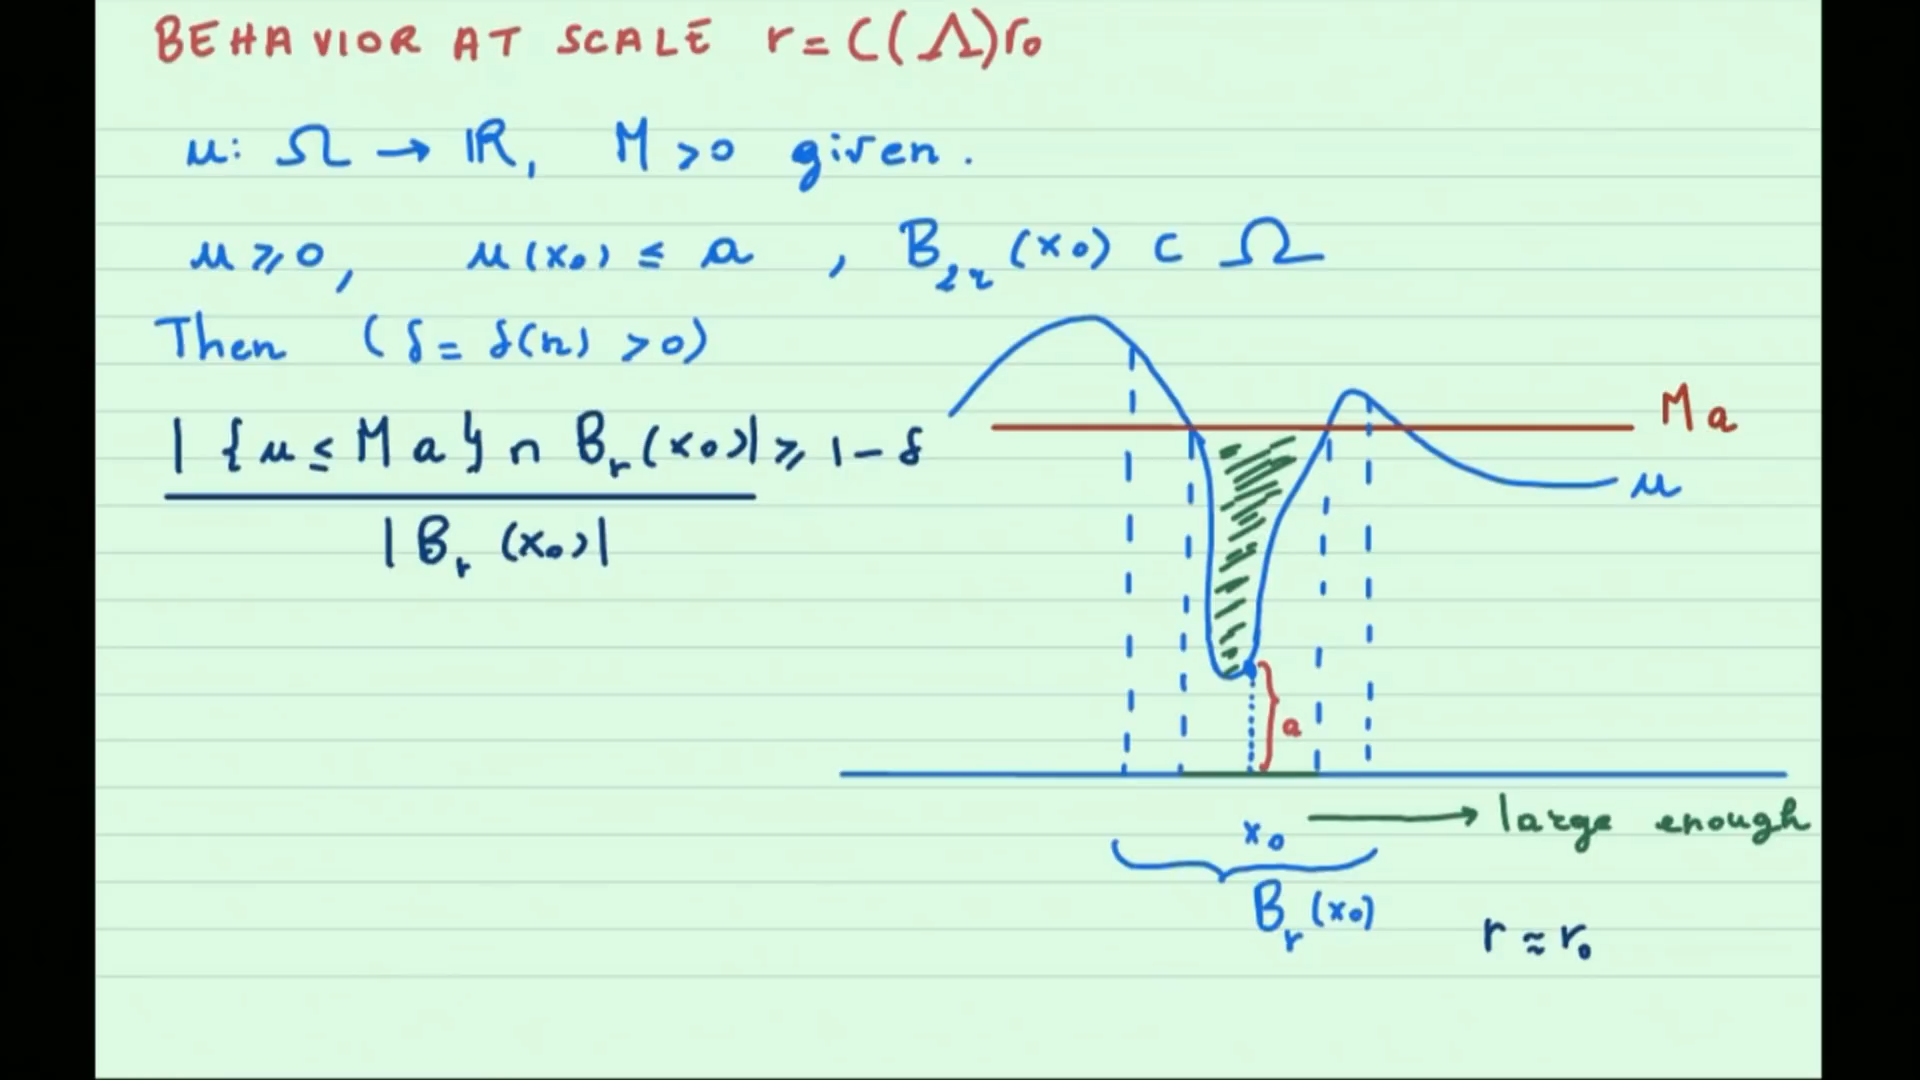 BEHAVIOR AT SCALE r = C(Λ)r₀
u: Ω → ℝ, M > 0 given.
u ≥ 0, u(x₀) ≤ a, B₂ᵣ(x₀) ⊂ Ω
Then (δ = δ(n) > 0)
|{u ≤ Ma} ∩ Bᵣ(x₀)| ≥ 1 - δ
|Bᵣ(x₀)|
Ma
u
a
x₀ → large enough
Bᵣ(x₀)
r ≈ r₀